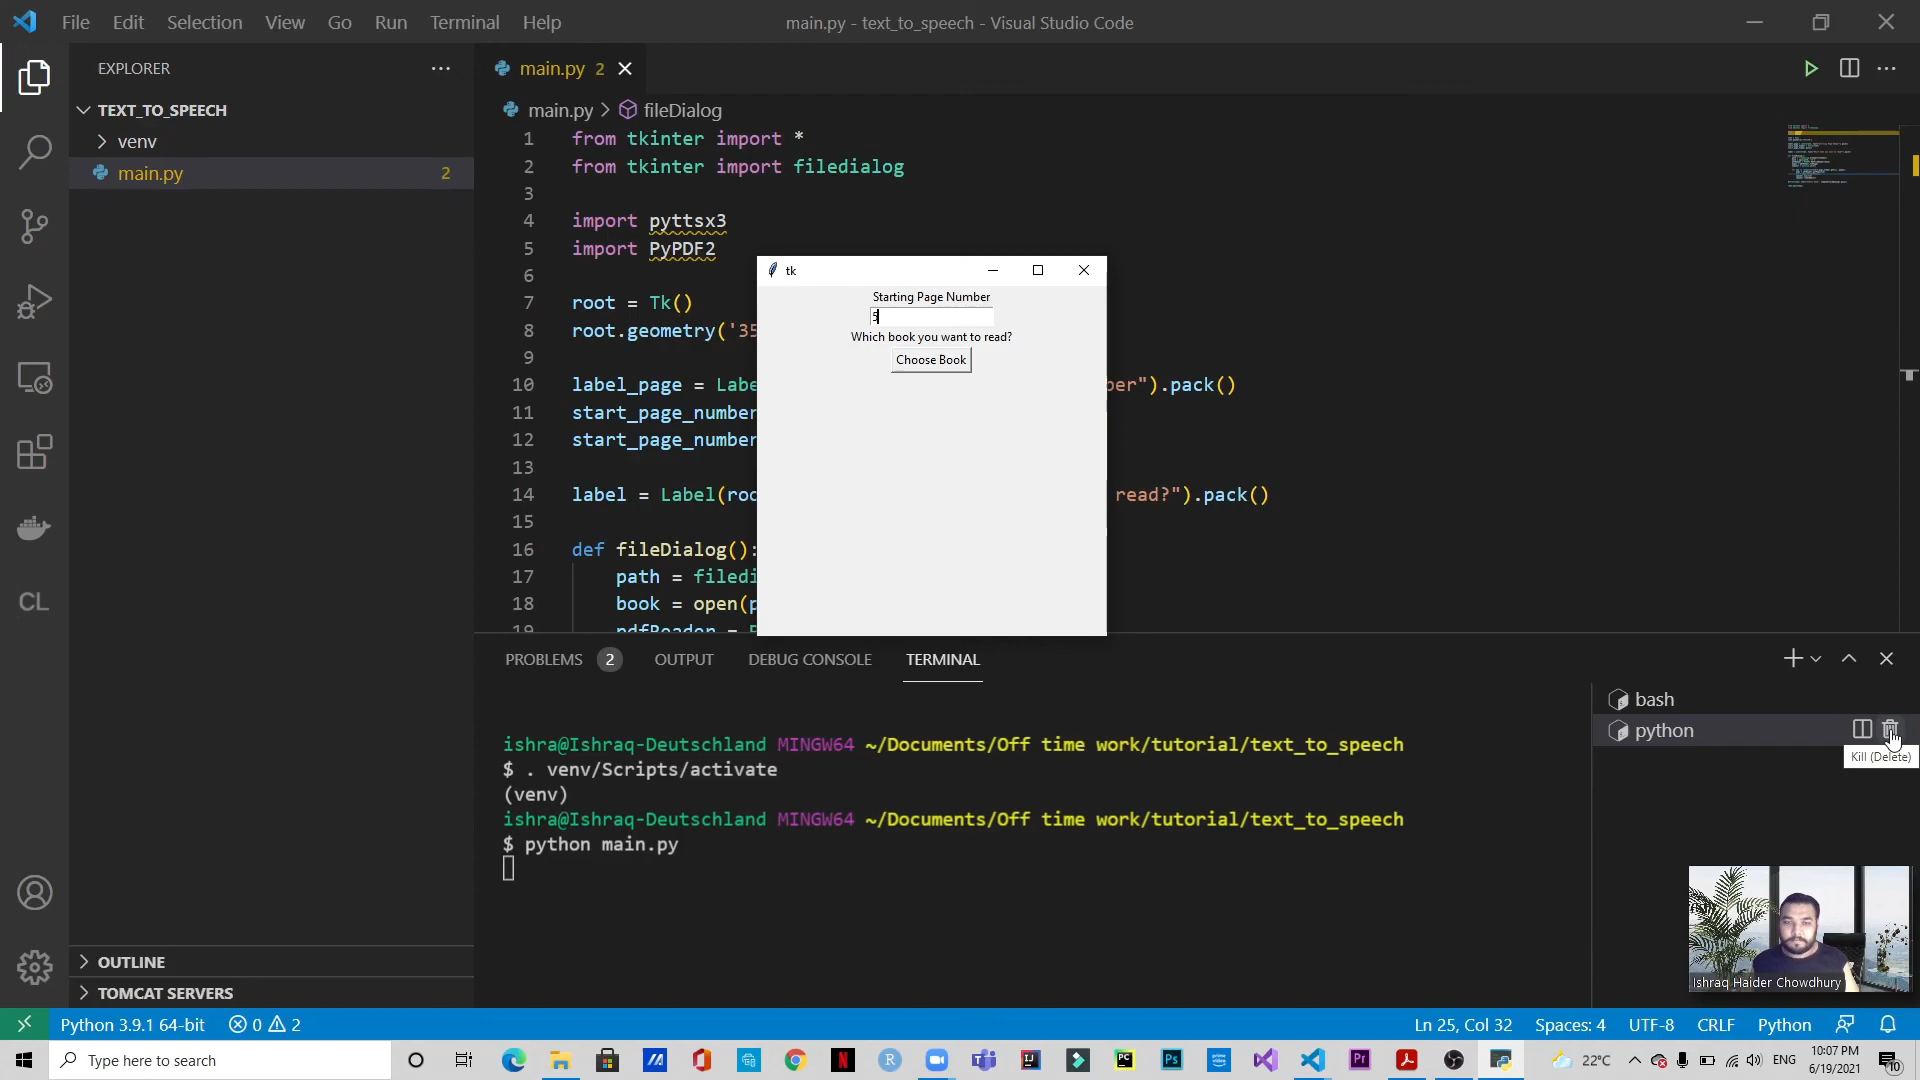 File Edit Selection View Go Run Terminal Help
main.py - text_to_speech - Visual Studio Code
EXPLORER
TEXT_TO_SPEECH
venv
main.py 2
OUTLINE
TOMCAT SERVERS
main.py 2
main.py > fileDialog
1 from tkinter import *
2 from tkinter import filedialog
3
4 import pyttsx3
5 import PyPDF2
6
7 root = Tk()
8 root.geometry('35
9
10 label_page = Labe ber").pack()
11 start_page_number
12 start_page_number
13
14 label = Label(roo read?").pack()
15
16 def fileDialog():
17 path = filedi
18 book = open(p
19 pdfReader =
tk
Starting Page Number
5
Which book you want to read?
Choose Book
PROBLEMS 2 OUTPUT DEBUG CONSOLE TERMINAL
ishra@Ishraq-Deutschland MINGW64 ~/Documents/Off time work/tutorial/text_to_speech
$ . venv/Scripts/activate
(venv)
ishra@Ishraq-Deutschland MINGW64 ~/Documents/Off time work/tutorial/text_to_speech
$ python main.py
bash
python
Kill (Delete)
Ishraq Haider Chowdhury
CL
Python 3.9.1 64-bit 0 2
Ln 25, Col 32 Spaces: 4 UTF-8 CRLF Python
Type here to search
22°C ENG
10:07 PM
6/19/2021
10